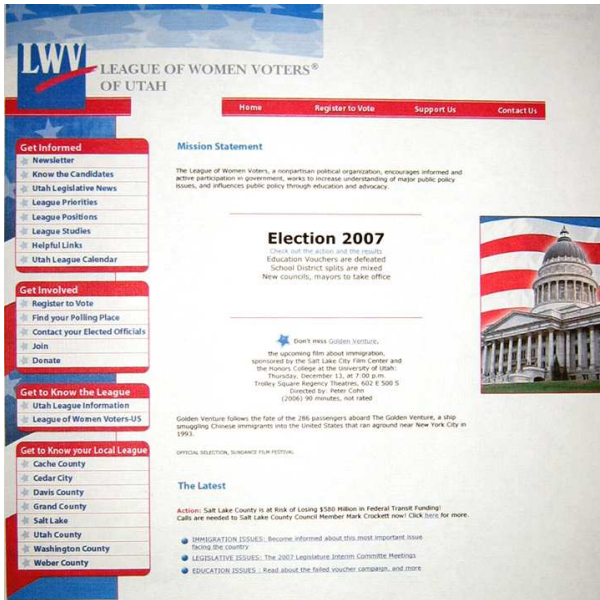 LWV
LEAGUE OF WOMEN VOTERS®
OF UTAH
Home Register to Vote Support Us Contact Us
Get Informed
Newsletter
Know the Candidates
Utah Legislative News
League Priorities
League Positions
League Studies
Helpful Links
Utah League Calendar
Get Involved
Register to Vote
Find your Polling Place
Contact your Elected Officials
Join
Donate
Get to Know the League
Utah League Information
League of Women Voters-US
Get to Know your Local League
Cache County
Cedar City
Davis County
Grand County
Salt Lake
Utah County
Washington County
Weber County
Mission Statement
The League of Women Voters, a nonpartisan political organization, encourages informed and
active participation in government, works to increase understanding of major public policy
issues, and influences public policy through education and advocacy.
Election 2007
Check out the action and the results
Education Vouchers are defeated
School District splits are mixed
New councils, mayors to take office
Don't miss Golden Venture,
the upcoming film about immigration,
sponsored by the Salt Lake City Film Center and
the Honors College at the University of Utah:
Thursday, December 13, at 7:00 p.m.
Trolley Square Regency Theatres, 602 E 500 S
Directed by: Peter Cohn
(2006) 90 minutes, not rated
Golden Venture follows the fate of the 286 passengers aboard The Golden Venture, a ship
smuggling Chinese immigrants into the United States that ran aground near New York City in
1993.
OFFICIAL SELECTION, SUNDANCE FILM FESTIVAL
The Latest
Action: Salt Lake County is at Risk of Losing $580 Million in Federal Transit Funding!
Calls are needed to Salt Lake County Council Member Mark Crockett now! Click here for more.
IMMIGRATION ISSUES: Become informed about this most important issue
facing the country
LEGISLATIVE ISSUES: The 2007 Legislature Interim Committe Meetings
EDUCATION ISSUES : Read about the failed voucher campaign, and more